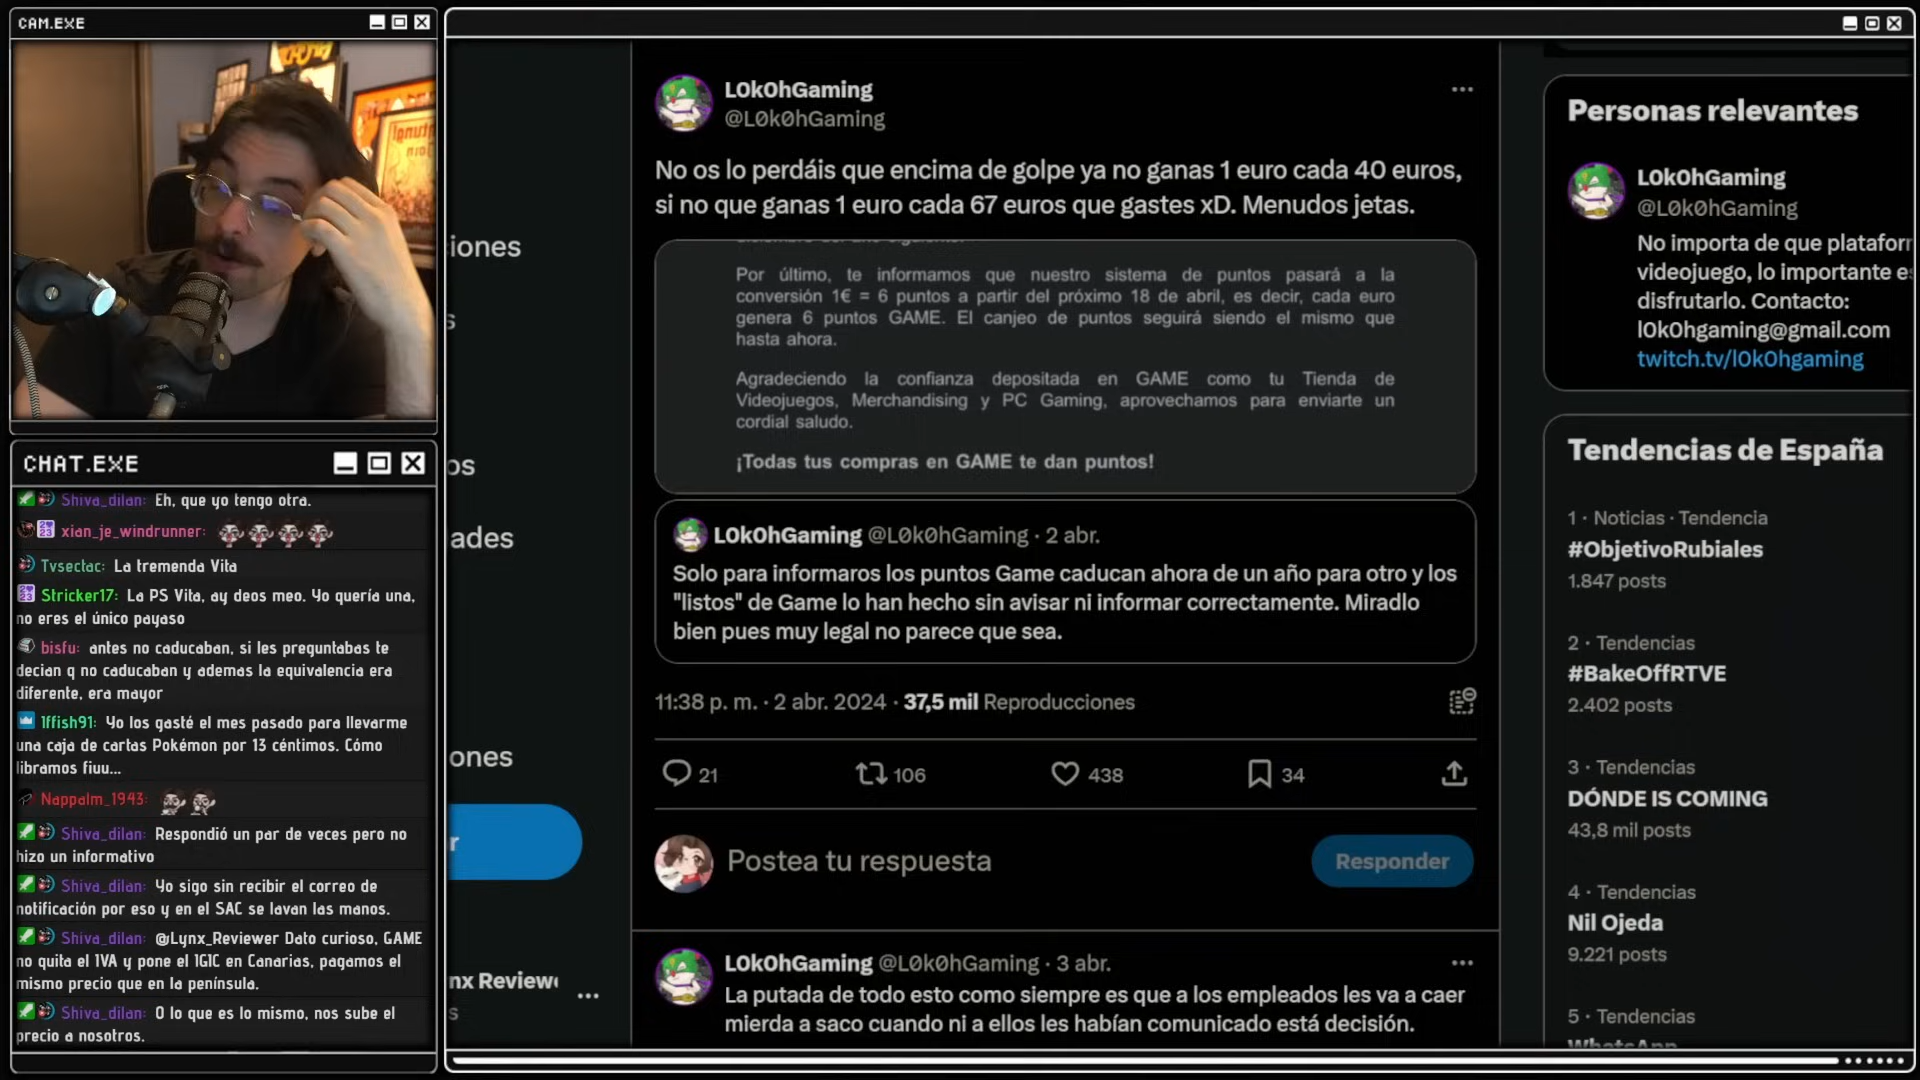 CAM.EXE
CHAT.EXE
Shiva_dilan: Eh, que yo tengo otra.
xian_je_windrunner:
Tvsectac: La tremenda Vita
Stricker17: La PS Vita, ay deos meo. Yo quería una,
no eres el único payaso
bisfu: antes no caducaban, si les preguntabas te
decian q no caducaban y ademas la equivalencia era
diferente, era mayor
1ffish91: Yo los gasté el mes pasado para llevarme
una caja de cartas Pokémon por 13 céntimos. Cómo
libramos fiuu...
Nappalm_1943:
Shiva_dilan: Respondió un par de veces pero no
hizo un informativo
Shiva_dilan: Yo sigo sin recibir el correo de
notificación por eso y en el SAC se lavan las manos.
Shiva_dilan: @Lynx_Reviewer Dato curioso, GAME
no quita el IVA y pone el IGIC en Canarias, pagamos el
mismo precio que en la península.
Shiva_dilan: O lo que es lo mismo, nos sube el
precio a nosotros.
iones
s
os
ades
ones
r
nx Reviewe
s
L0k0hGaming
@L0k0hGaming
No os lo perdáis que encima de golpe ya no ganas 1 euro cada 40 euros,
si no que ganas 1 euro cada 67 euros que gastes xD. Menudos jetas.
Por último, te informamos que nuestro sistema de puntos pasará a la
conversión 1€ = 6 puntos a partir del próximo 18 de abril, es decir, cada euro
genera 6 puntos GAME. El canjeo de puntos seguirá siendo el mismo que
hasta ahora.
Agradeciendo la confianza depositada en GAME como tu Tienda de
Videojuegos, Merchandising y PC Gaming, aprovechamos para enviarte un
cordial saludo.
¡Todas tus compras en GAME te dan puntos!
L0k0hGaming @L0k0hGaming · 2 abr.
Solo para informaros los puntos Game caducan ahora de un año para otro y los
"listos" de Game lo han hecho sin avisar ni informar correctamente. Miradlo
bien pues muy legal no parece que sea.
11:38 p. m. · 2 abr. 2024 · 37,5 mil Reproducciones
21 106 438 34
Postea tu respuesta
Responder
L0k0hGaming @L0k0hGaming · 3 abr.
La putada de todo esto como siempre es que a los empleados les va a caer
mierda a saco cuando ni a ellos les habían comunicado está decisión.
Personas relevantes
L0k0hGaming
@L0k0hGaming
No importa de que platafor
videojuego, lo importante e
disfrutarlo. Contacto:
l0k0hgaming@gmail.com
twitch.tv/l0k0hgaming
Tendencias de España
1 · Noticias · Tendencia
#ObjetivoRubiales
1.847 posts
2 · Tendencias
#BakeOffRTVE
2.402 posts
3 · Tendencias
DÓNDE IS COMING
43,8 mil posts
4 · Tendencias
Nil Ojeda
9.221 posts
5 · Tendencias
WhatsApp